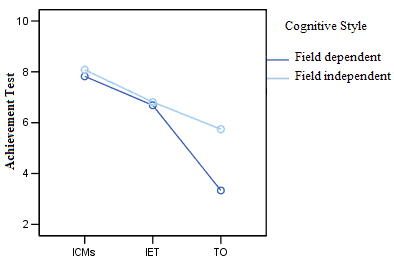 Cognitive Style
Field dependent
Field independent
Achievement Test
10
8
6
4
2
ICMs
IET
TO